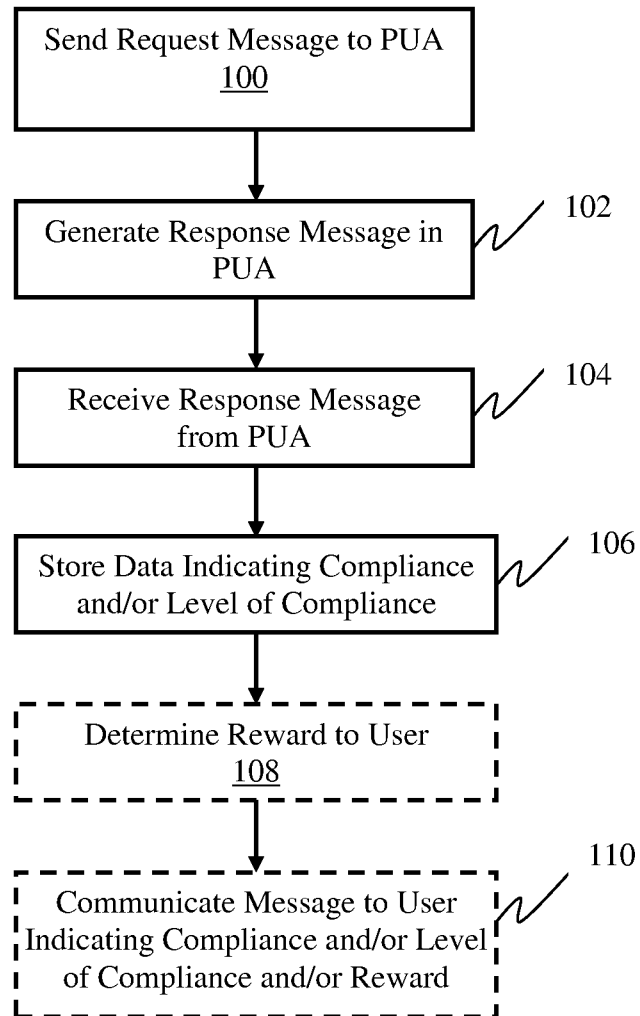 Send Request Message to PUA
100
Generate Response Message in
PUA
102
Receive Response Message
from PUA
104
Store Data Indicating Compliance
and/or Level of Compliance
106
Determine Reward to User
108
Communicate Message to User
Indicating Compliance and/or Level
of Compliance and/or Reward
110